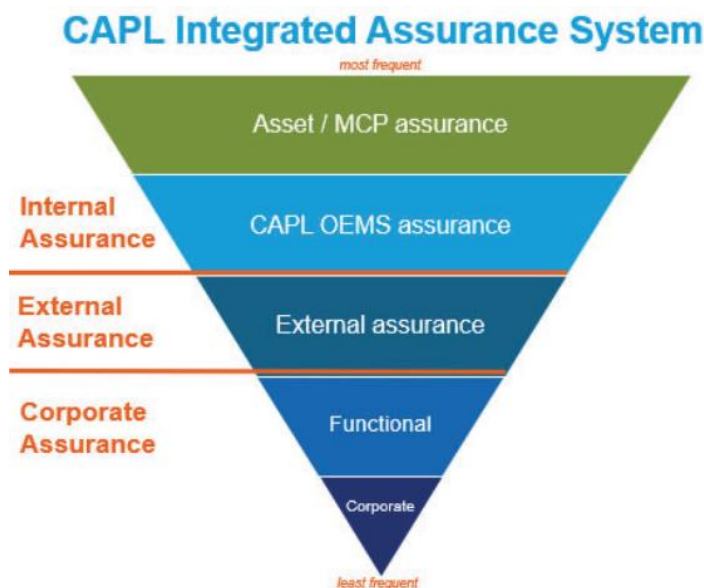 CAPL Integrated Assurance System
most frequent
Asset / MCP assurance
Internal
Assurance
CAPL OEMS assurance
External
Assurance
External assurance
Corporate
Assurance
Functional
Corporate
least frequent